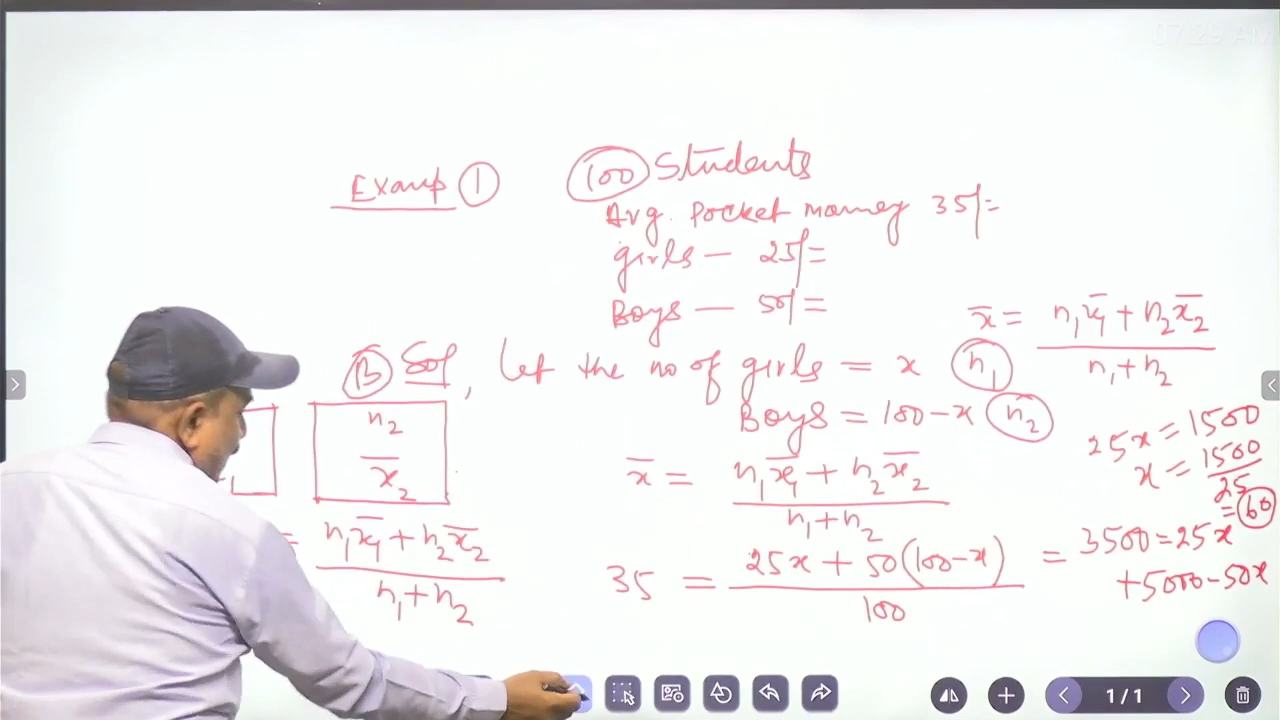 07:29 AM
Examp ①
100 Students
Avg. Pocket money 35/=
girls — 25/=
Boys — 50/=
x̄ = (n₁x̄₁ + n₂x̄₂) / (n₁ + n₂)
B Sol, Let the no of girls = x n₁
Boys = 100 - x n₂
n₂
x̄₂
= (n₁x̄₁ + n₂x̄₂) / (n₁ + n₂)
x̄ = (n₁x̄₁ + n₂x̄₂) / (n₁ + n₂)
35 = (25x + 50(100 - x)) / 100
= 3500 = 25x
+ 5000 - 50x
25x = 1500
x = 1500 / 25
= 60
1/1